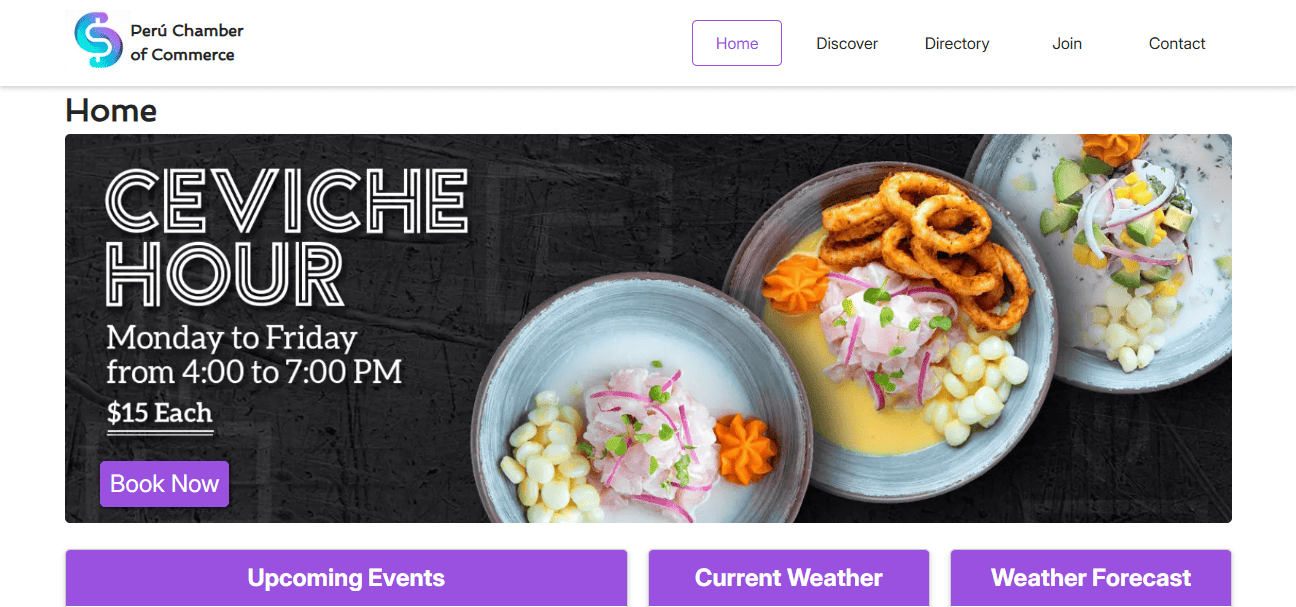 Perú Chamber
of Commerce
Home
Discover
Directory
Join
Contact
Home
CEVICHE
HOUR
Monday to Friday
from 4:00 to 7:00 PM
$15 Each
Book Now
Upcoming Events
Current Weather
Weather Forecast